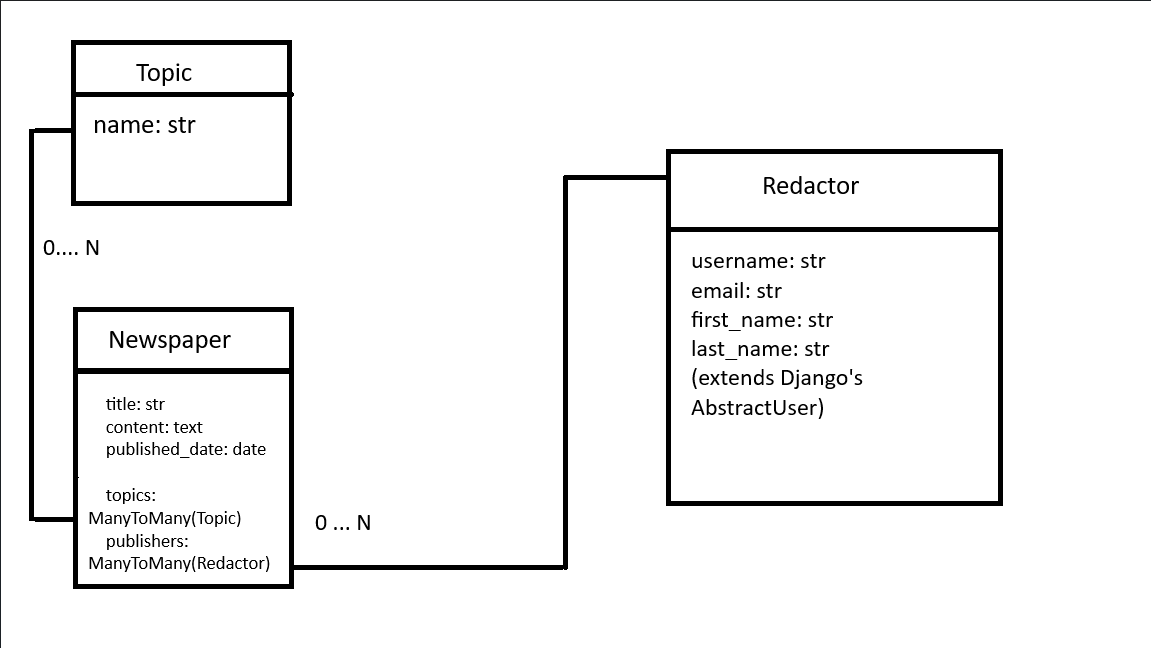 Topic
name: str
0.... N
Newspaper
title: str
content: text
published_date: date
topics:
ManyToMany(Topic)
publishers:
ManyToMany(Redactor)
0 ... N
Redactor
username: str
email: str
first_name: str
last_name: str
(extends Django's
AbstractUser)